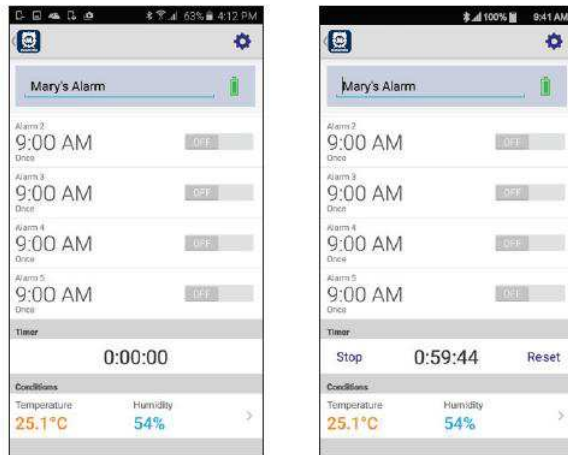 63% 4:12 PM
Mary's Alarm
Alarm 2
9:00 AM
OFF
Once
Alarm 3
9:00 AM
OFF
Once
Alarm 4
9:00 AM
OFF
Once
Alarm 5
9:00 AM
OFF
Once
Timer
0:00:00
Conditions
Temperature Humidity
25.1°C 54%
100% 9:41 AM
Mary's Alarm
Alarm 2
9:00 AM
OFF
Once
Alarm 3
9:00 AM
OFF
Once
Alarm 4
9:00 AM
OFF
Once
Alarm 5
9:00 AM
OFF
Once
Timer
Stop 0:59:44 Reset
Conditions
Temperature Humidity
25.1°C 54%